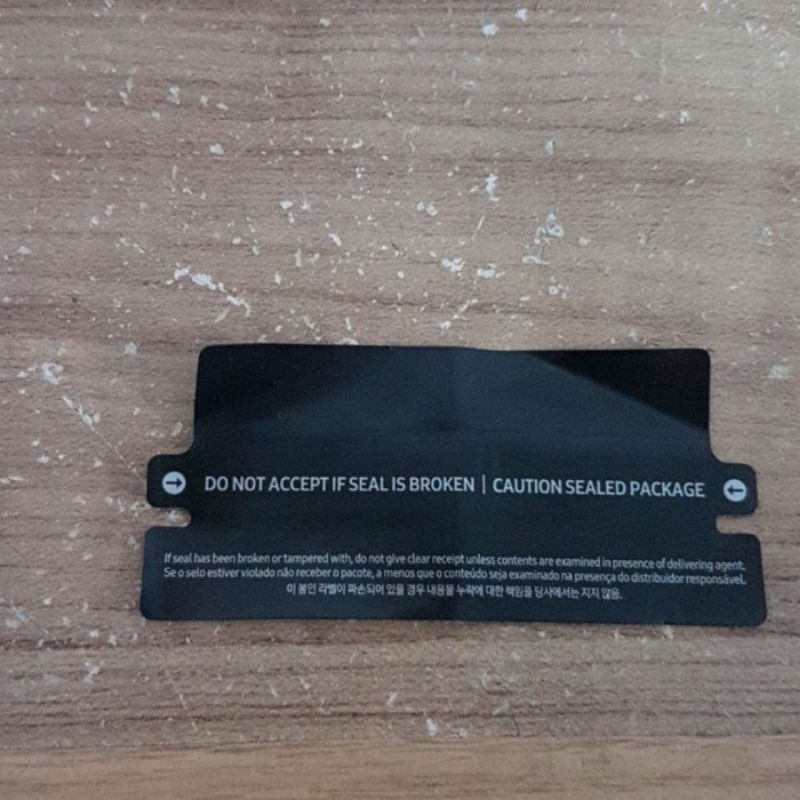 DO NOT ACCEPT IF SEAL IS BROKEN | CAUTION SEALED PACKAGE
If seal has been broken or tampered with, do not give clear receipt unless contents are examined in presence of delivering agent.
Se o selo estiver violado não receber o pacote, a menos que o conteúdo seja examinado na presença do distribuidor responsável.
이 봉인 라벨이 파손되어 있을 경우 내용물 누락에 대한 책임을 당사에서는 지지 않음.